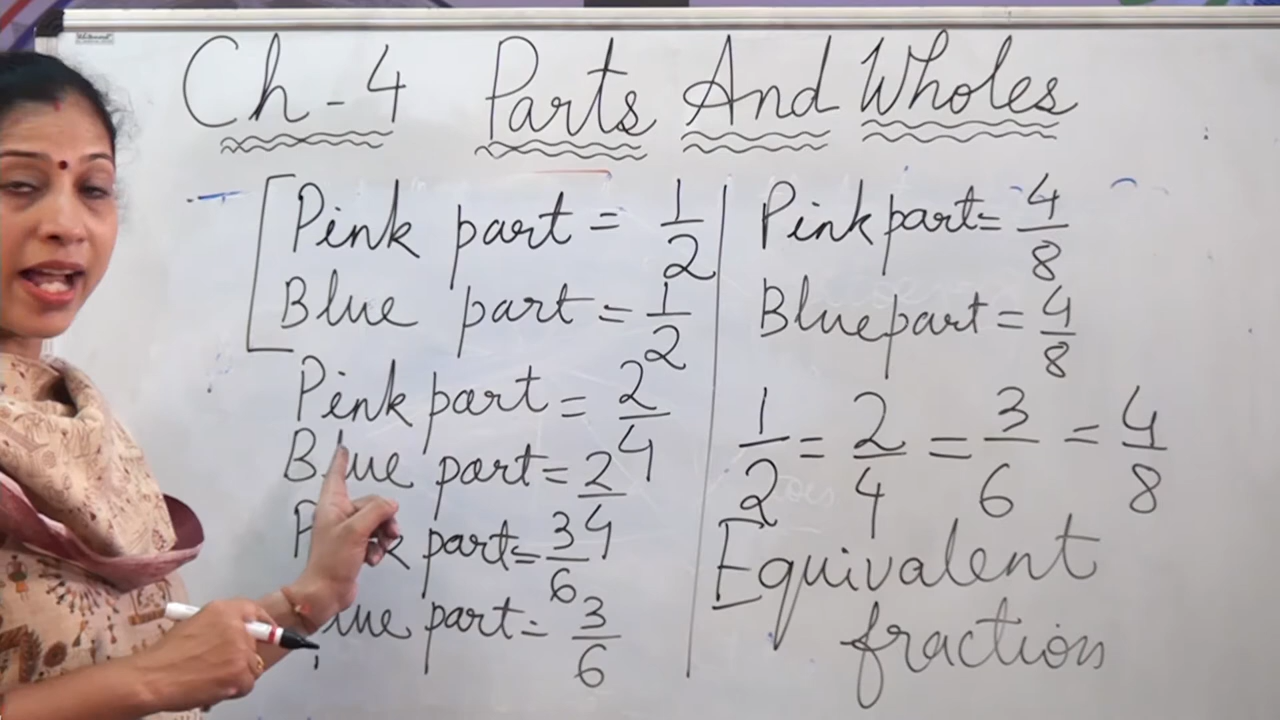 Ch-4 Parts And Wholes
Pink part = 1/2
Blue part = 1/2
Pink part = 2/4
Blue part = 2/4
part = 3/6
part = 3/6
Pink part = 4/8
Blue part = 4/8
1/2 = 2/4 = 3/6 = 4/8
Equivalent
fraction